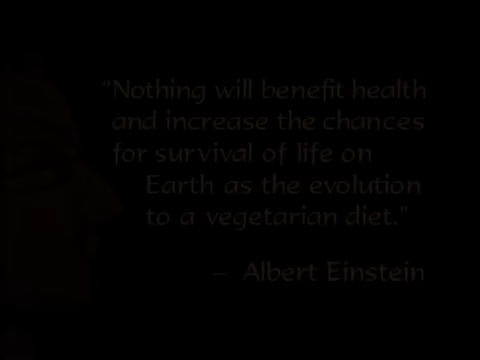 "Nothing will benefit health
and increase the chances
for survival of life on
Earth as the evolution
to a vegetarian diet."
– Albert Einstein